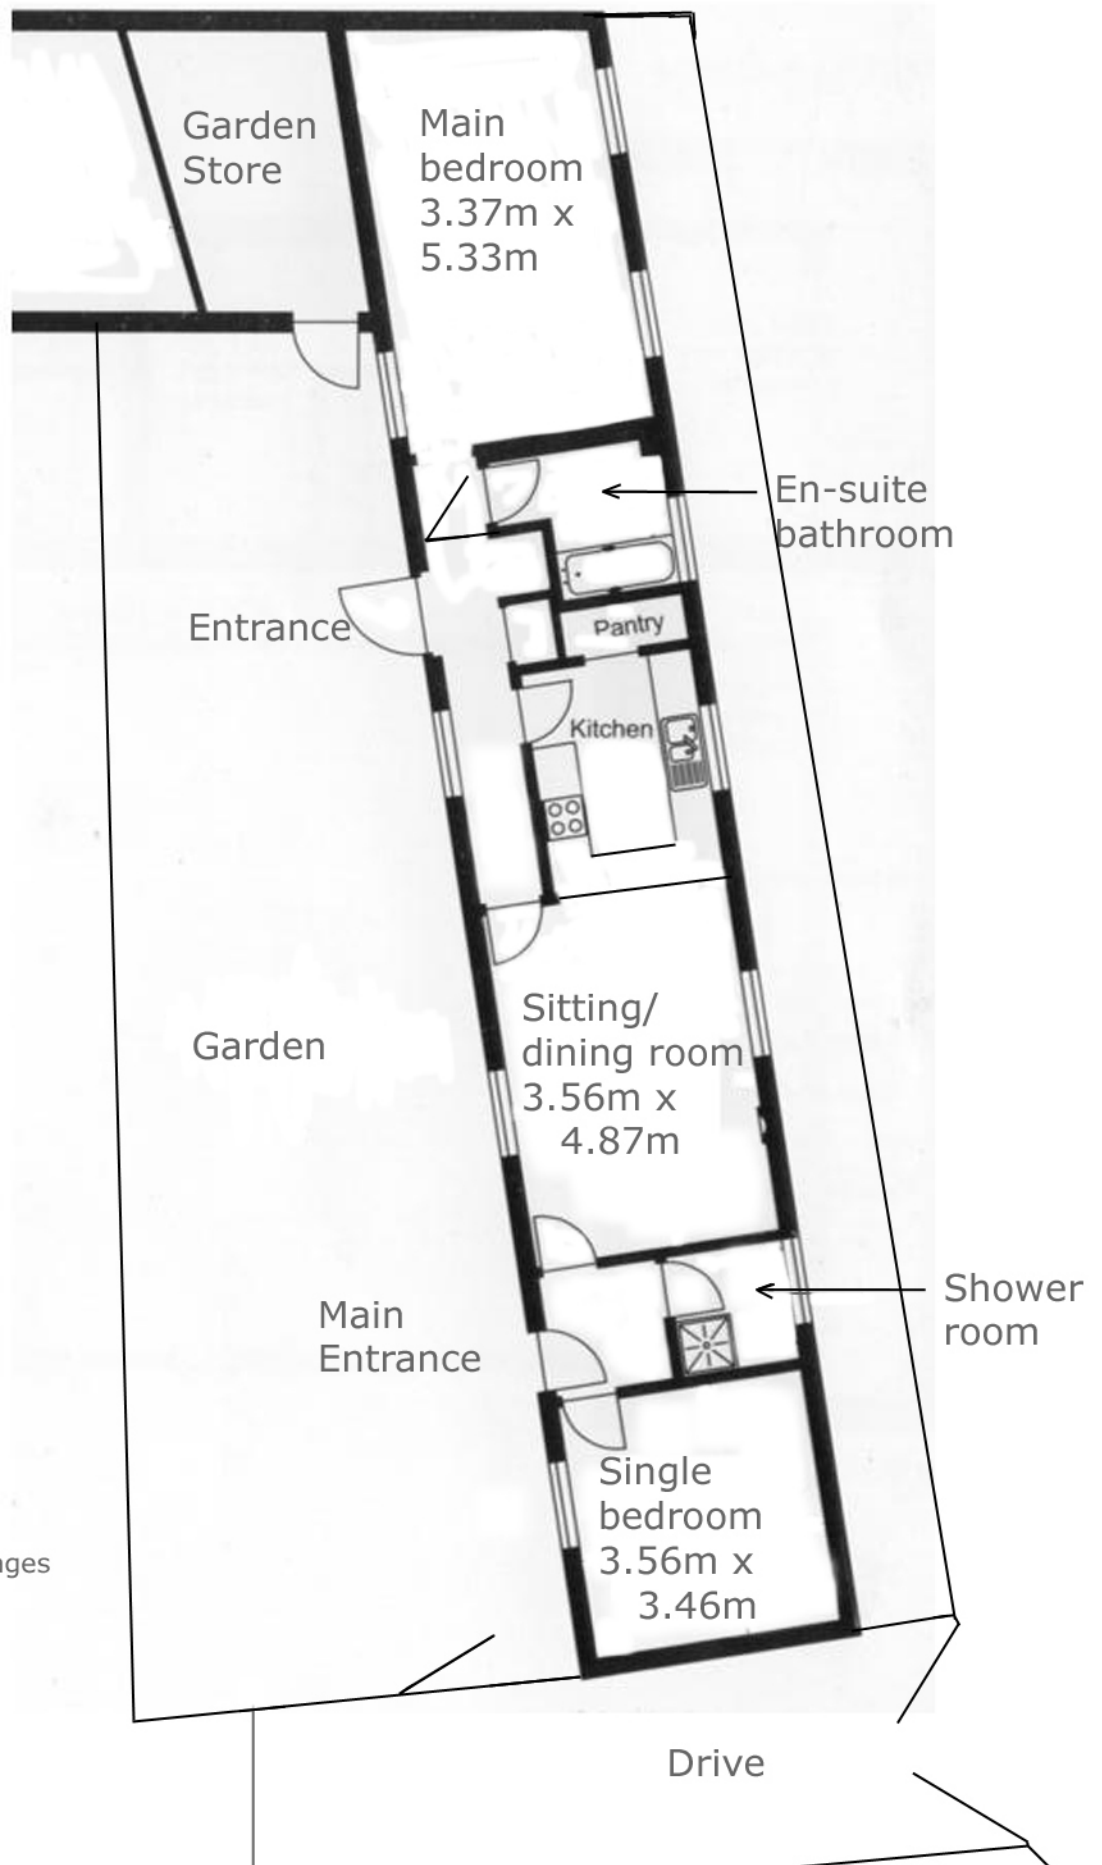 Garden
Store
Main
bedroom
3.37m x
5.33m
En-suite
bathroom
Entrance
Pantry
Kitchen
Sitting/
dining room
3.56m x
4.87m
Garden
Main
Entrance
Shower
room
Single
bedroom
3.56m x
3.46m
Drive